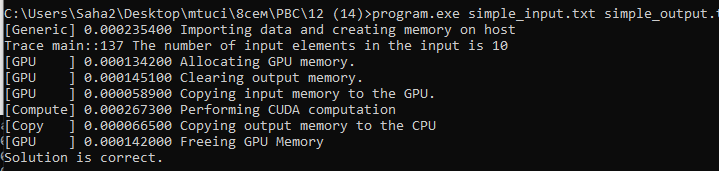 C:\Users\Saha2\Desktop\mtuci\8сем\PBC\12 (14)>program.exe simple_input.txt simple_output.
[Generic] 0.000235400 Importing data and creating memory on host
Trace main::137 The number of input elements in the input is 10
[GPU    ] 0.000134200 Allocating GPU memory.
[GPU    ] 0.000145100 Clearing output memory.
[GPU    ] 0.000058900 Copying input memory to the GPU.
[Compute] 0.000267300 Performing CUDA computation
[Copy   ] 0.000066500 Copying output memory to the CPU
[GPU    ] 0.000142000 Freeing GPU Memory
Solution is correct.